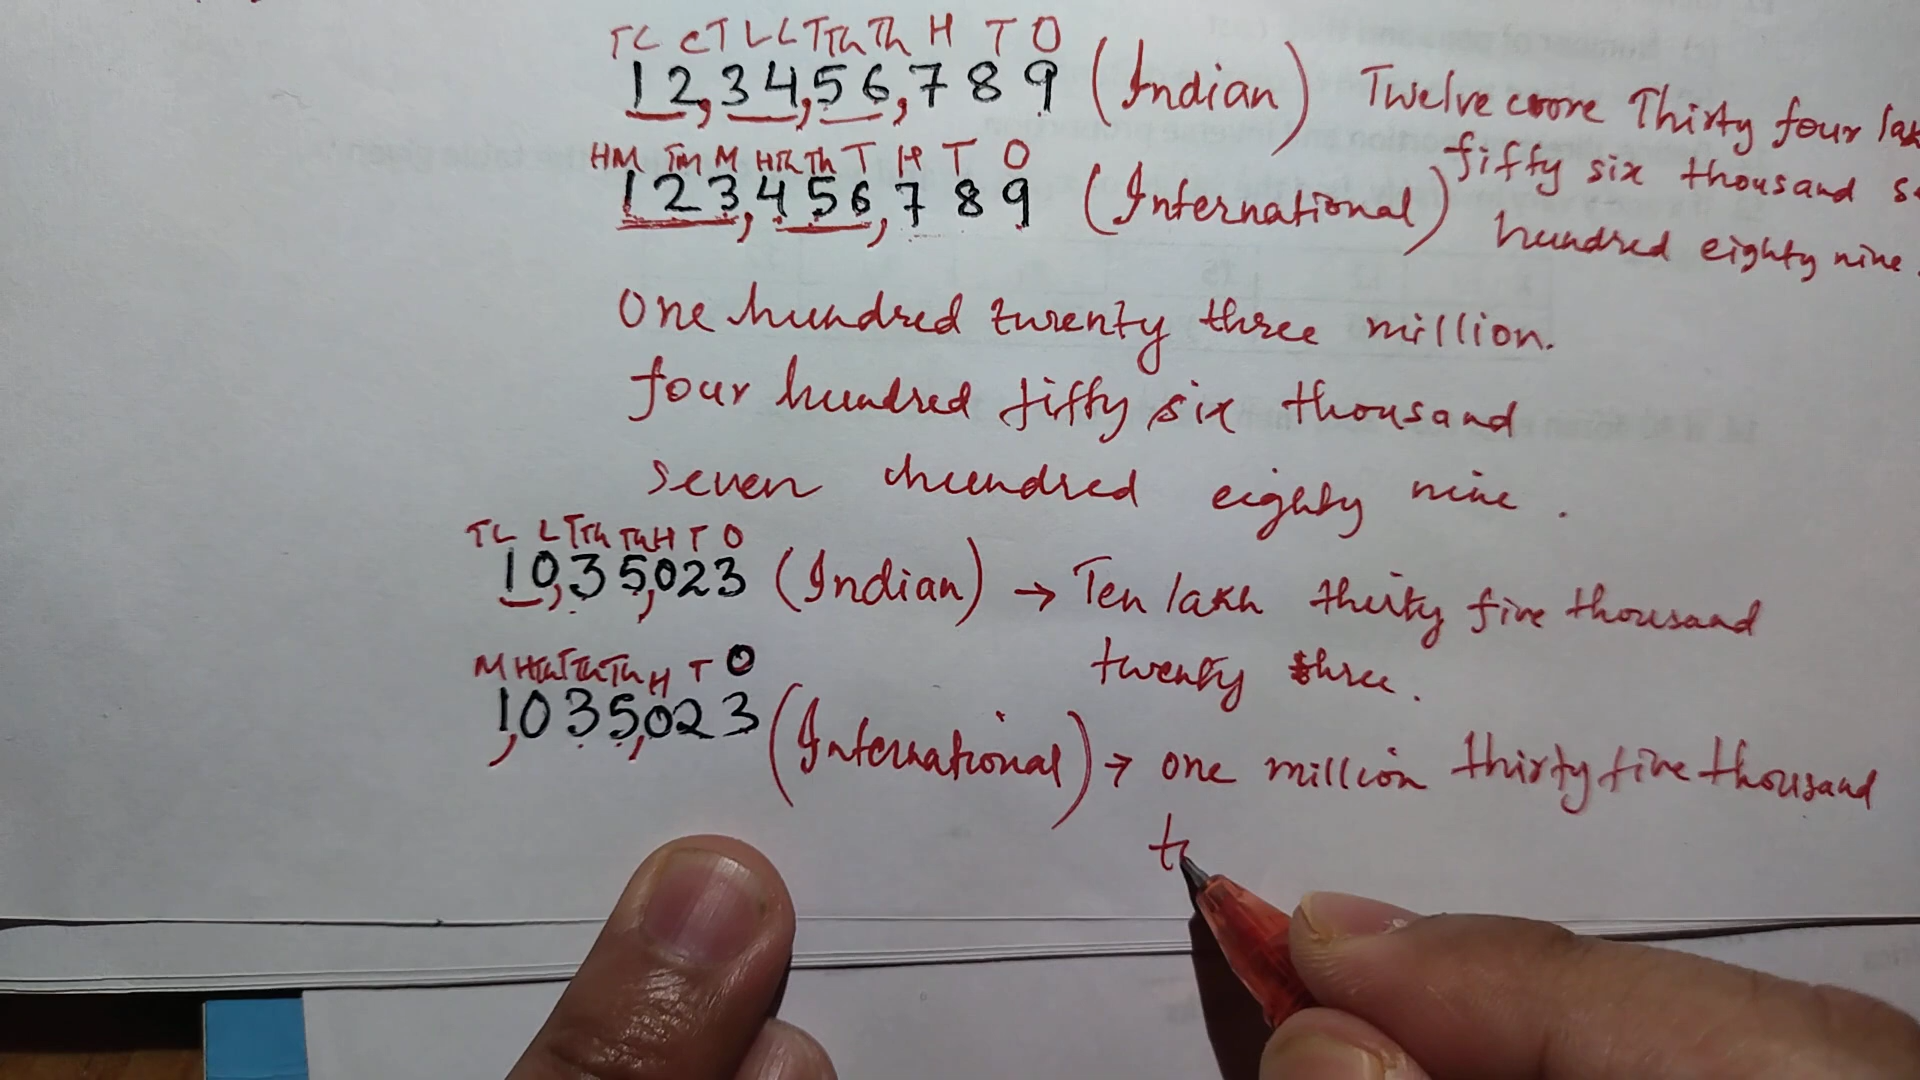 TC C TL L TTh Th H T O
12,34,56,789 (Indian) Twelve crore Thirty four
fifty six thousand
hundred eighty nine.
HM TM M HTh Th T H T O
123,456,789 (International)
One hundred twenty three million.
four hundred fifty six thousand
seven hundred eighty nine.
TL L TTh Th H T O
10,35,023 (Indian) → Ten lakh thirty five thousand
twenty three.
M HTh TTh Th H T O
1,035,023 (International) → one million thirty five thousand
t